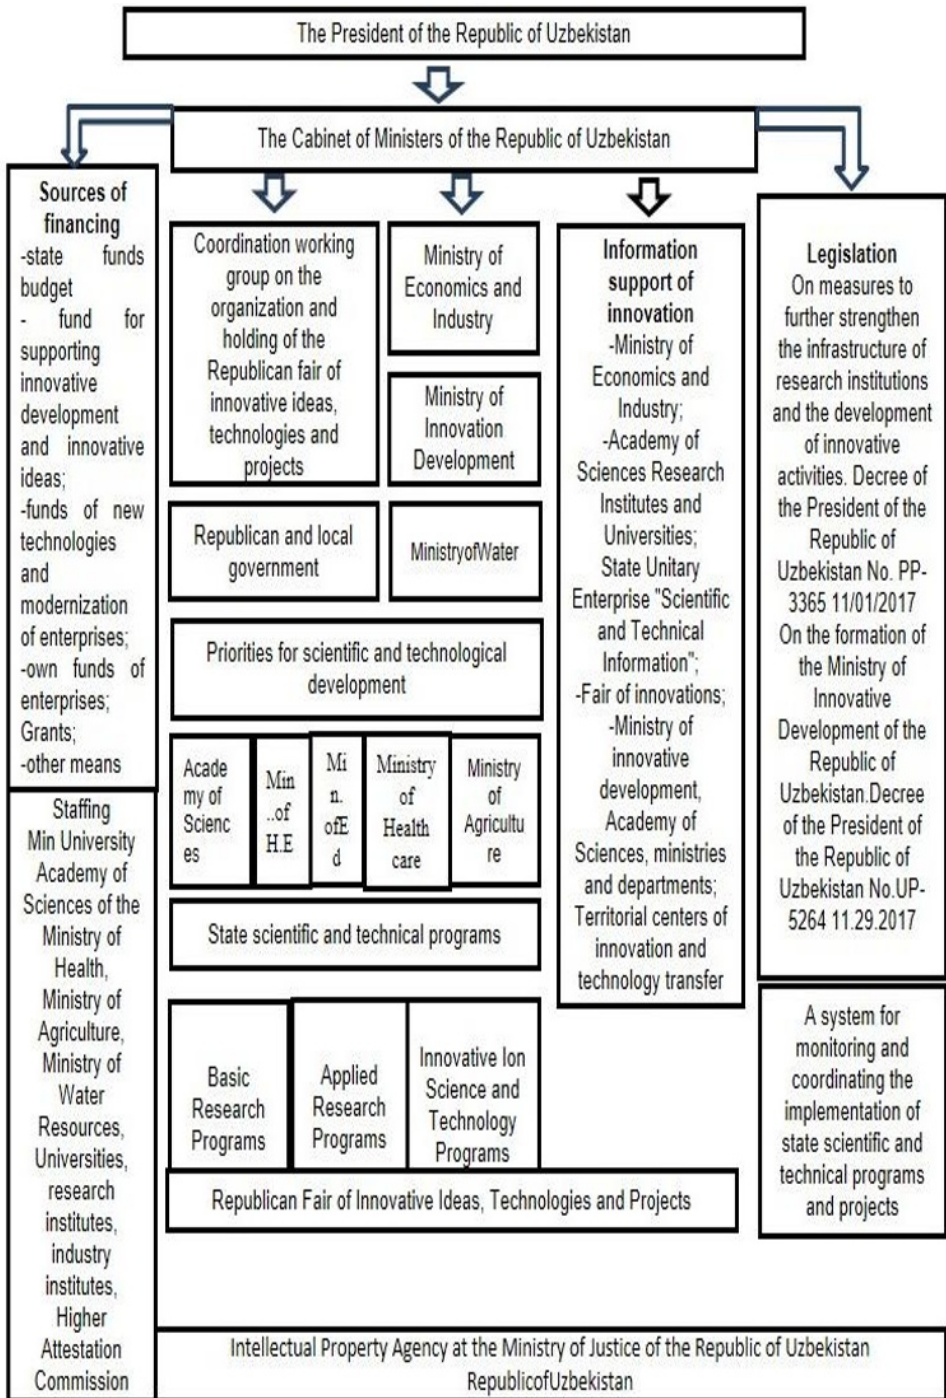 The President of the Republic of Uzbekistan
The Cabinet of Ministers of the Republic of Uzbekistan
Sources of
financing
-state funds
budget
- fund for
supporting
innovative
development
and innovative
ideas;
-funds of new
technologies
and
modernization
of enterprises;
-own funds of
enterprises;
Grants;
-other means
Staffing
Min University
Academy of
Sciences of the
Ministry of
Health,
Ministry of
Agriculture,
Ministry of
Water
Resources,
Universities,
research
institutes,
industry
institutes,
Higher
Attestation
Commission
Coordination working
group on the
organization and
holding of the
Republican fair of
innovative ideas,
technologies and
projects
Ministry of
Economics and
Industry
Ministry of
Innovation
Development
Republican and local
government
MinistryofWater
Priorities for scientific and technological
development
Acade
my of
Scienc
es
Min
..of
H.E
Mi
n.
ofE
d
Ministry
of
Health
care
Ministry
of
Agricultu
re
State scientific and technical programs
Basic
Research
Programs
Applied
Research
Programs
Innovative Ion
Science and
Technology
Programs
Republican Fair of Innovative Ideas, Technologies and Projects
Information
support of
innovation
-Ministry of
Economics and
Industry;
-Academy of
Sciences Research
Institutes and
Universities;
State Unitary
Enterprise "Scientific
and Technical
Information";
-Fair of innovations;
-Ministry of
innovative
development,
Academy of
Sciences, ministries
and departments;
Territorial centers of
innovation and
technology transfer
Legislation
On measures to
further strengthen
the infrastructure of
research institutions
and the development
of innovative
activities. Decree of
the President of the
Republic of
Uzbekistan No. PP-
3365 11/01/2017
On the formation of
the Ministry of
Innovative
Development of the
Republic of
Uzbekistan.Decree
of the President of
the Republic of
Uzbekistan No.UP-
5264 11.29.2017
A system for
monitoring and
coordinating the
implementation of
state scientific and
technical programs
and projects
Intellectual Property Agency at the Ministry of Justice of the Republic of Uzbekistan
RepublicofUzbekistan